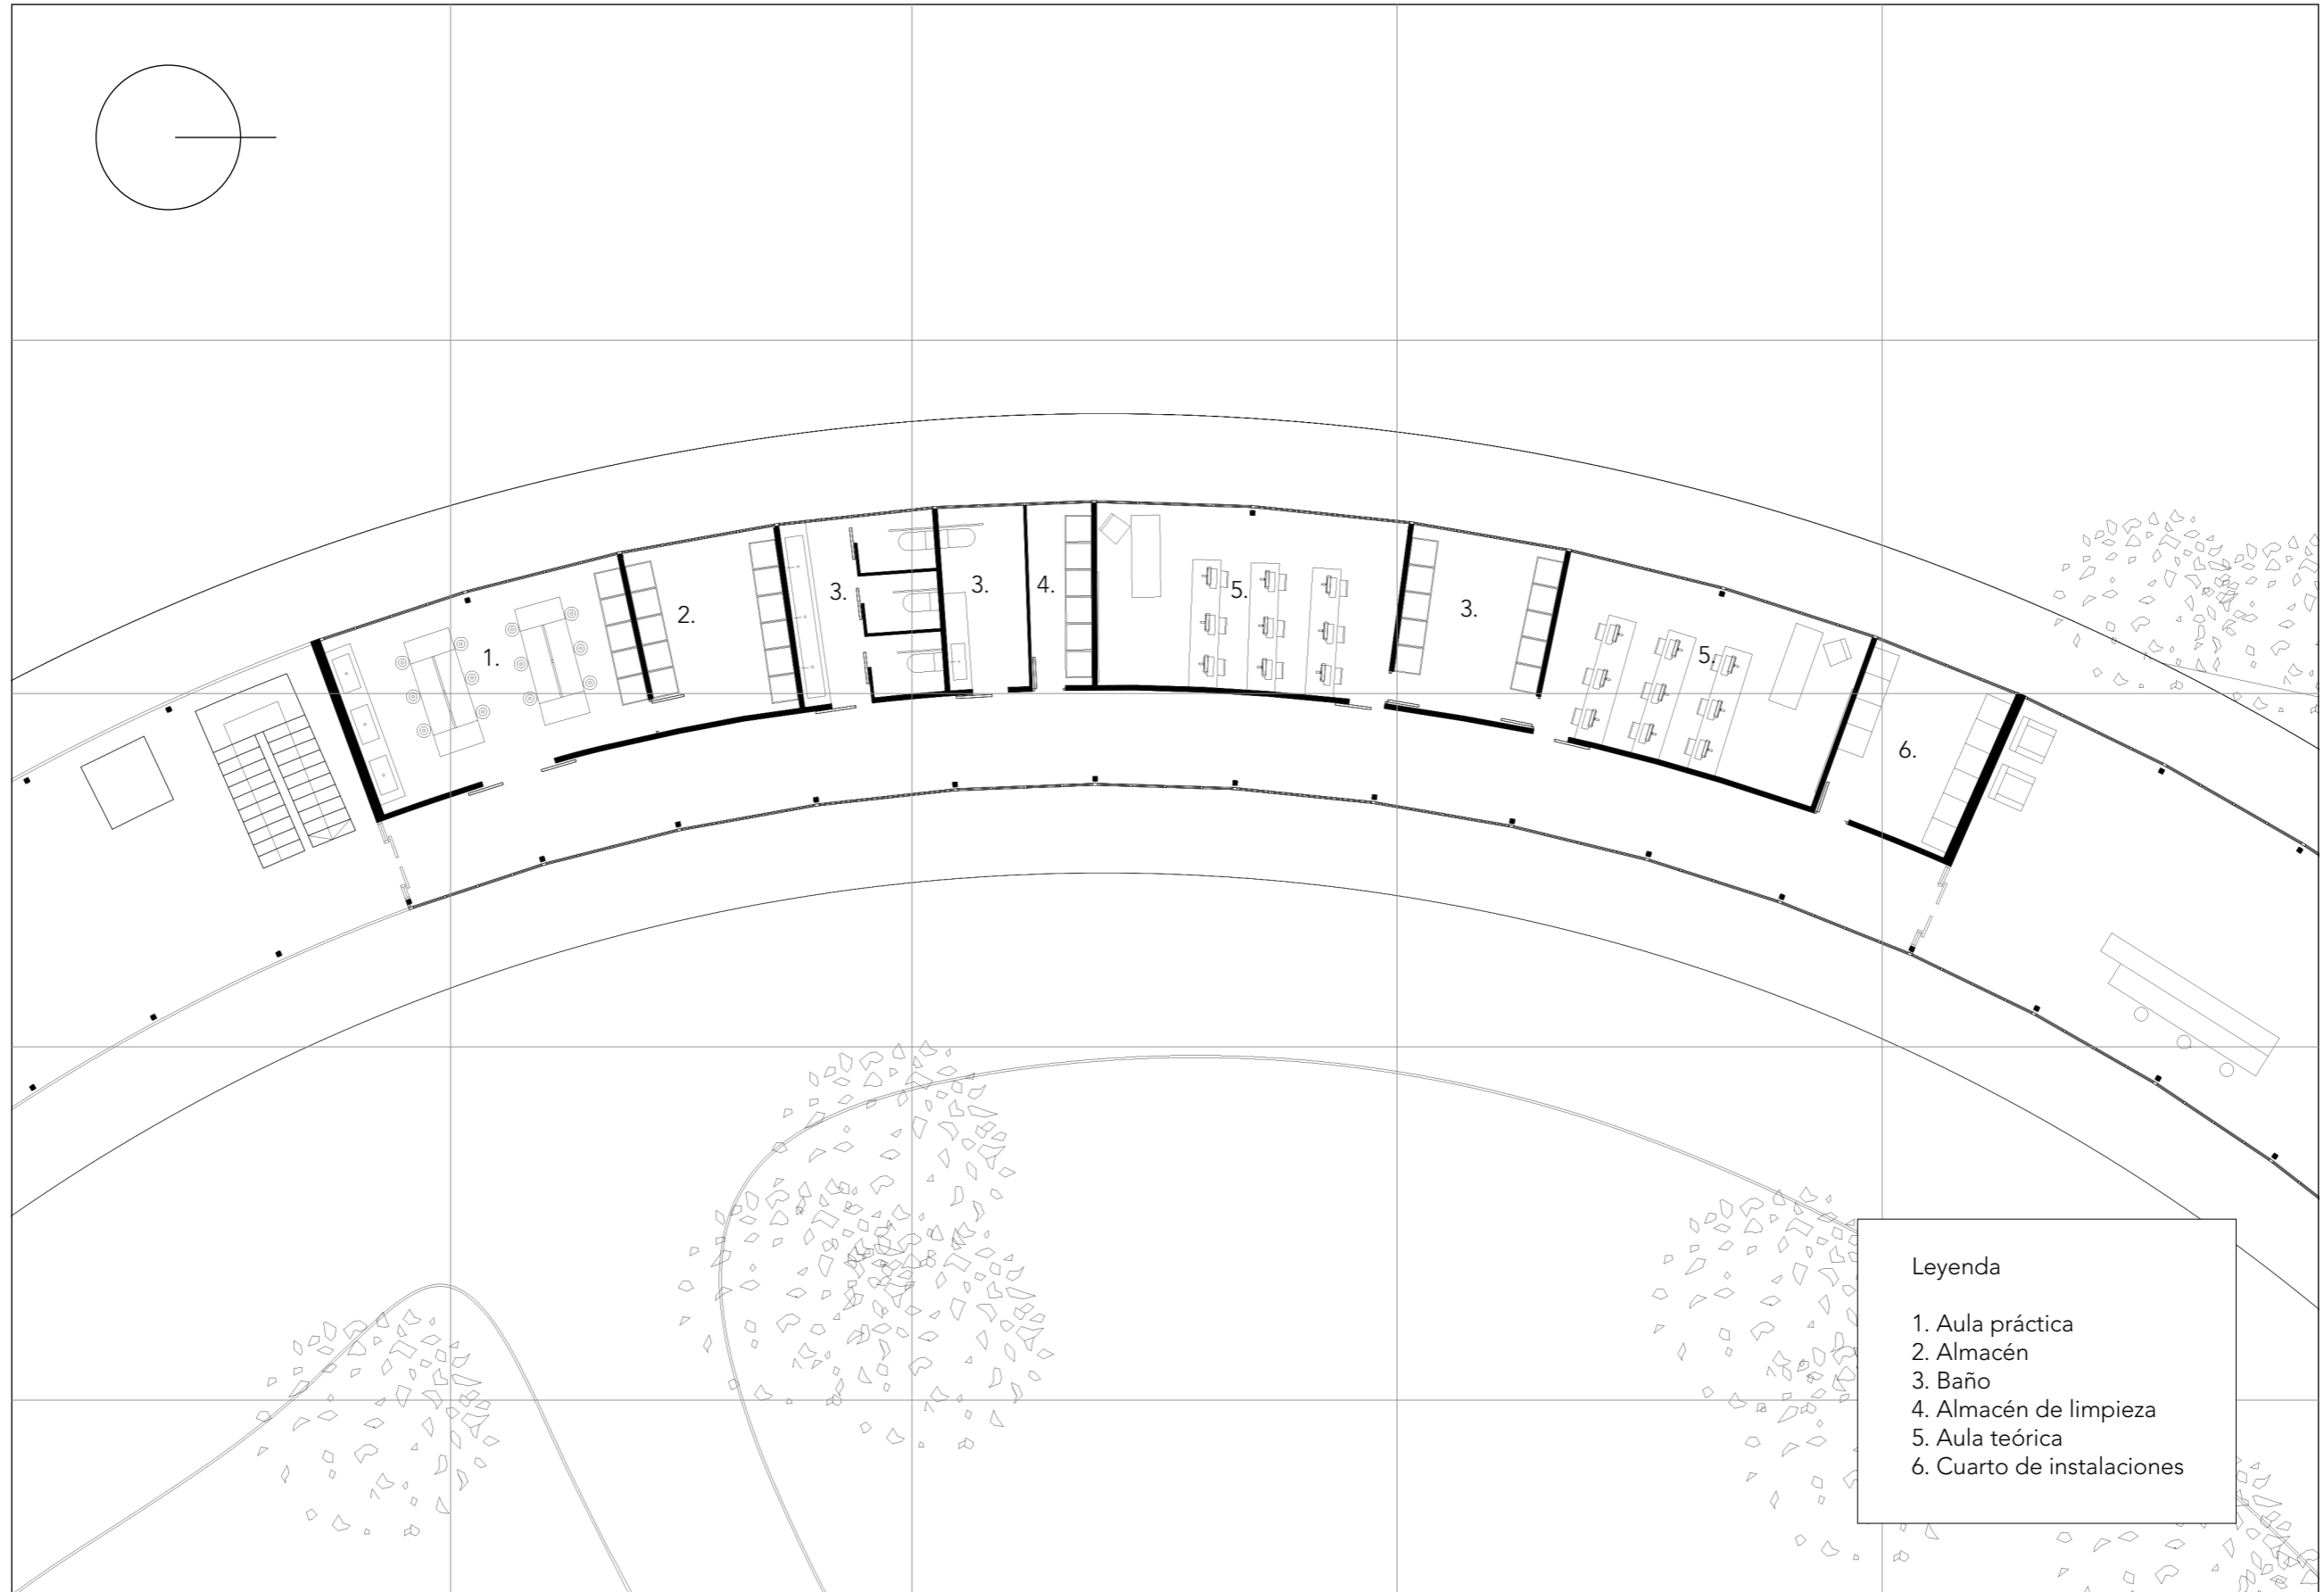 1.
2.
3.
3.
4.
5.
3.
5.
6.
Leyenda
1. Aula práctica
2. Almacén
3. Baño
4. Almacén de limpieza
5. Aula teórica
6. Cuarto de instalaciones